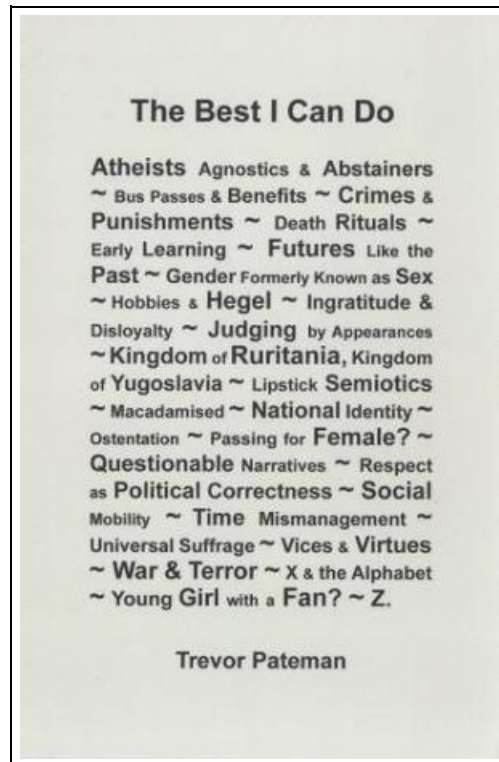 The Best I Can Do
Atheists Agnostics & Abstainers
~ Bus Passes & Benefits ~ Crimes &
Punishments ~ Death Rituals ~
Early Learning ~ Futures Like the
Past ~ Gender Formerly Known as Sex
~ Hobbies & Hegel ~ Ingratitude &
Disloyalty ~ Judging by Appearances
~ Kingdom of Ruritania, Kingdom
of Yugoslavia ~ Lipstick Semiotics
~ Macadamised ~ National Identity ~
Ostentation ~ Passing for Female? ~
Questionable Narratives ~ Respect
as Political Correctness ~ Social
Mobility ~ Time Mismanagement ~
Universal Suffrage ~ Vices & Virtues
~ War & Terror ~ X & the Alphabet
~ Young Girl with a Fan? ~ Z.
Trevor Pateman